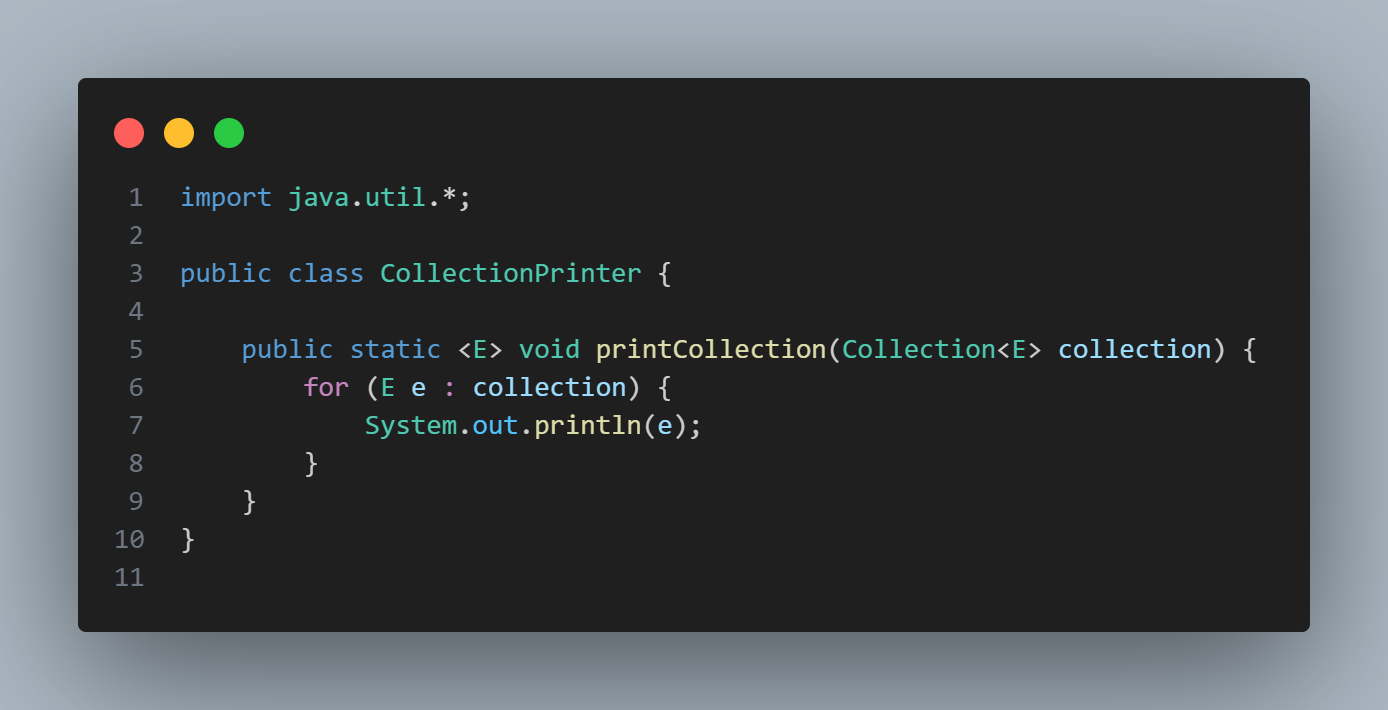 1 import java.util.*;
2
3 public class CollectionPrinter {
4
5     public static <E> void printCollection(Collection<E> collection) {
6         for (E e : collection) {
7             System.out.println(e);
8         }
9     }
10 }
11